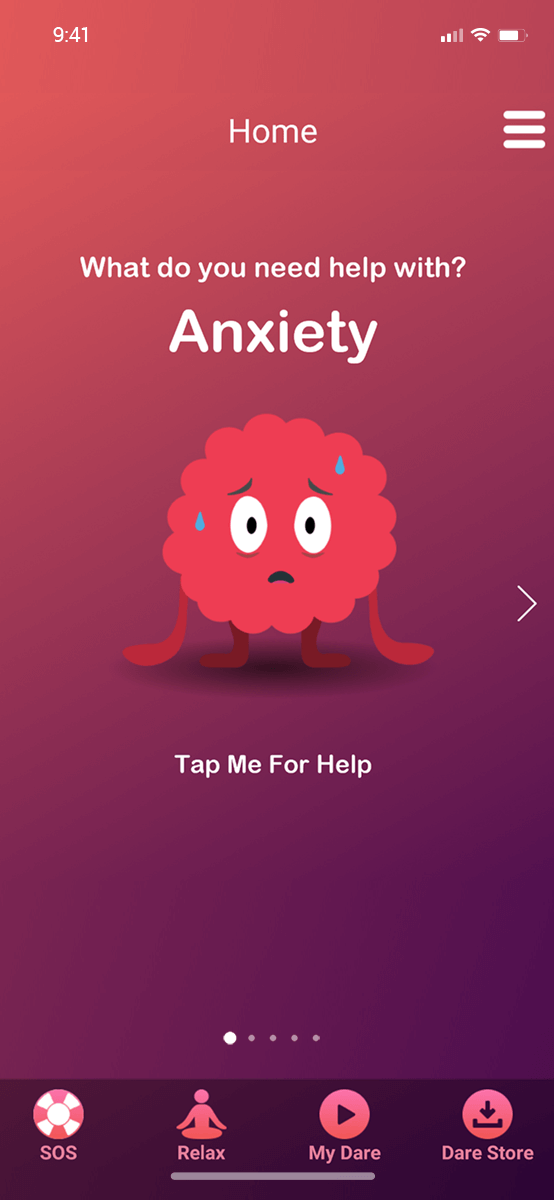 9:41
Home
What do you need help with?
Anxiety
Tap Me For Help
SOS Relax My Dare Dare Store